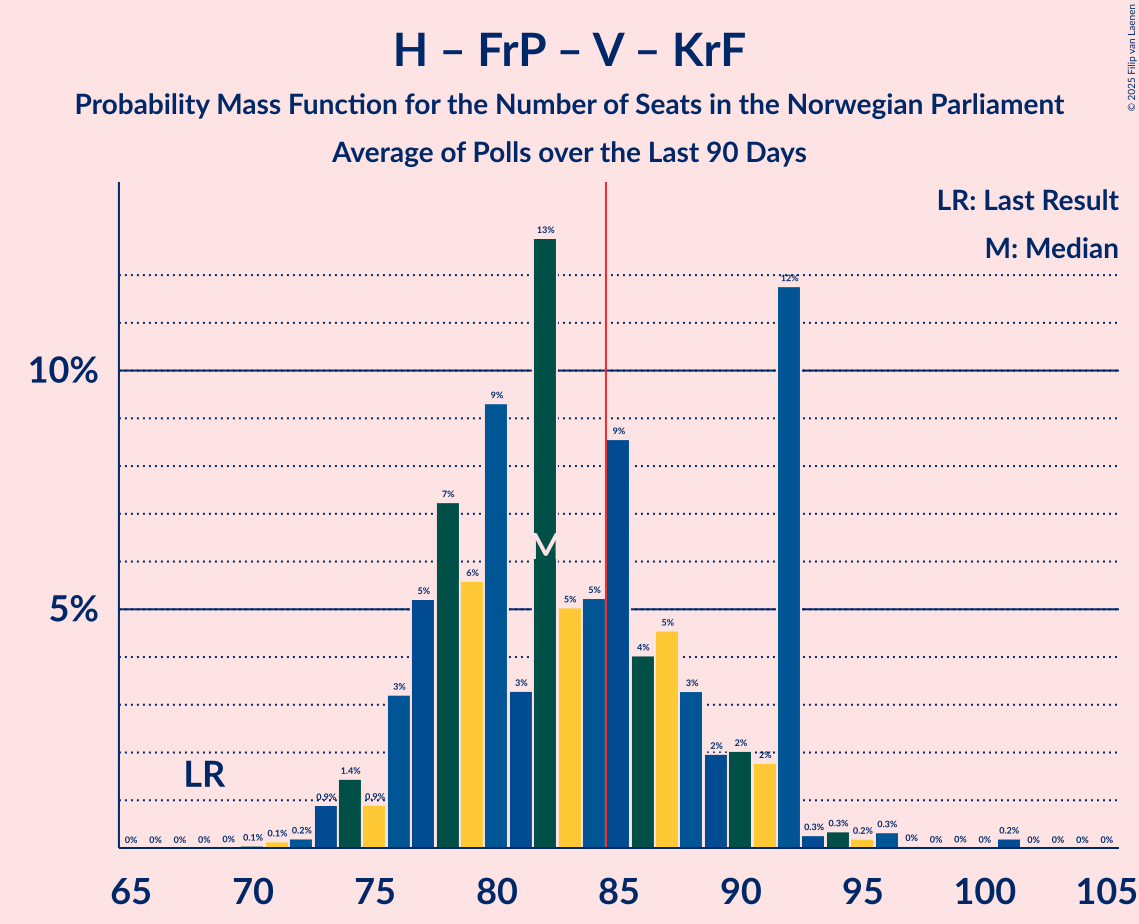 H – FrP – V – KrF
Probability Mass Function for the Number of Seats in the Norwegian Parliament
Average of Polls over the Last 90 Days
© 2025 Filip van Laenen
LR: Last Result
M: Median
10%
5%
LR
M
0% 0% 0% 0% 0% 0.1% 0.1% 0.2% 0.9% 1.4% 0.9% 3% 5% 7% 6% 9% 3% 13% 5% 5% 9% 4% 5% 3% 2% 2% 2% 12% 0.3% 0.3% 0.2% 0.3% 0% 0% 0% 0% 0.2% 0% 0% 0% 0%
65 70 75 80 85 90 95 100 105